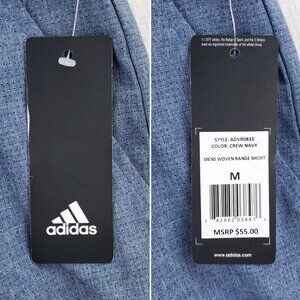 adidas
© 2017 adidas, the Badge of Sport, and the 3-Stripes
mark are registered trademarks of the adidas Group.
STYLE: ADVR0833
COLOR: CREW NAVY
MENS WOVEN RANGE SHORT
M
MSRP $55.00
www.adidas.com